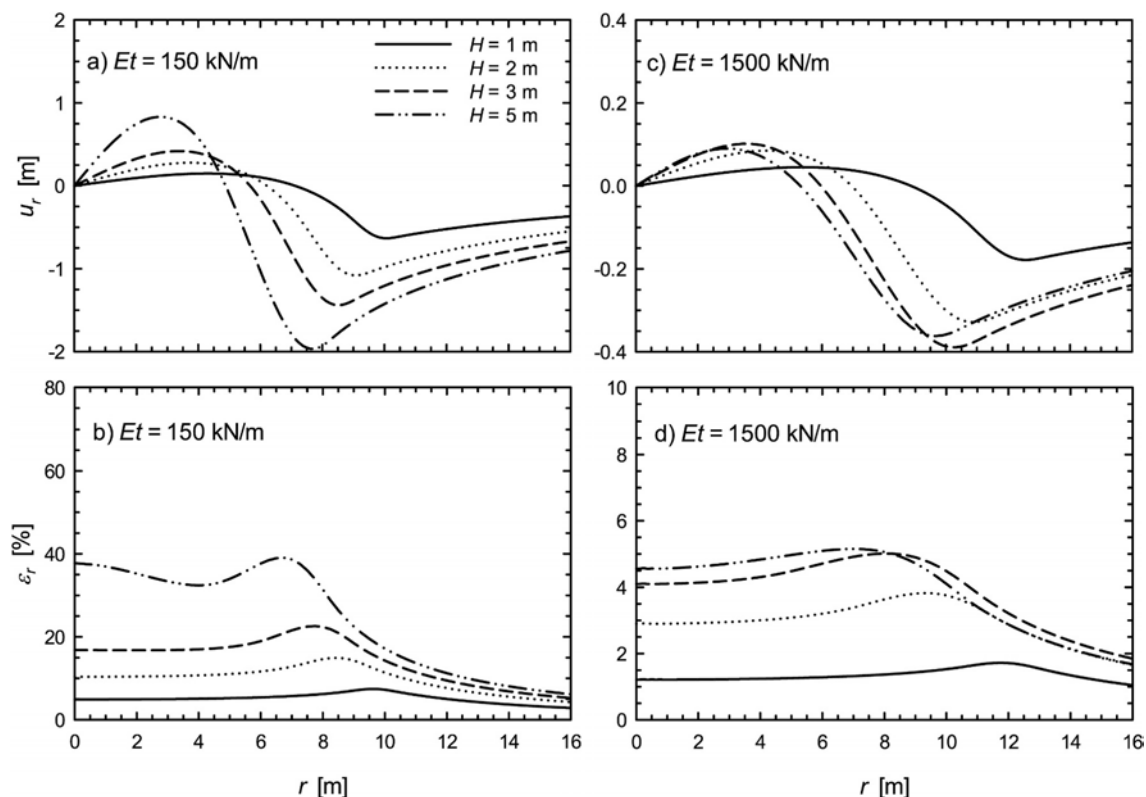 a) Et = 150 kN/m
H = 1 m
H = 2 m
H = 3 m
H = 5 m
u_r [m]
2
1
0
-1
-2
c) Et = 1500 kN/m
0.4
0.2
0.0
-0.2
-0.4
b) Et = 150 kN/m
ε_r [%]
80
60
40
20
0
0 2 4 6 8 10 12 14 16
r [m]
d) Et = 1500 kN/m
10
8
6
4
2
0
0 2 4 6 8 10 12 14 16
r [m]